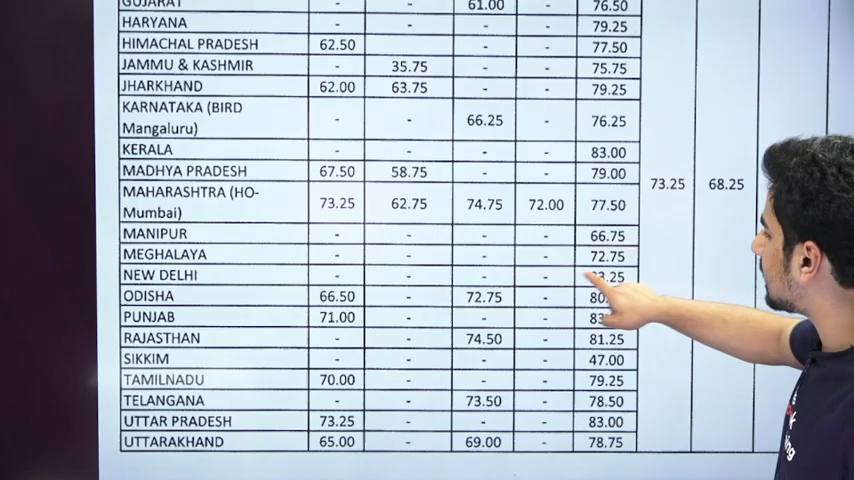 GUJARAT - - 61.00 - 76.50
HARYANA - - - - 79.25
HIMACHAL PRADESH 62.50 - - 77.50
JAMMU & KASHMIR - 35.75 - - 75.75
JHARKHAND 62.00 63.75 - - 79.25
KARNATAKA (BIRD
Mangaluru) - - 66.25 - 76.25
KERALA - - - - 83.00
MADHYA PRADESH 67.50 58.75 - - 79.00
73.25 68.25
MAHARASHTRA (HO-
Mumbai) 73.25 62.75 74.75 72.00 77.50
MANIPUR - - - - 66.75
MEGHALAYA - - - - 72.75
NEW DELHI - - - -
ODISHA 66.50 - 72.75 -
PUNJAB 71.00 - - -
RAJASTHAN - - 74.50 - 81.25
SIKKIM - - - - 47.00
TAMILNADU 70.00 - - - 79.25
TELANGANA - - 73.50 - 78.50
UTTAR PRADESH 73.25 - - - 83.00
UTTARAKHAND 65.00 - 69.00 - 78.75